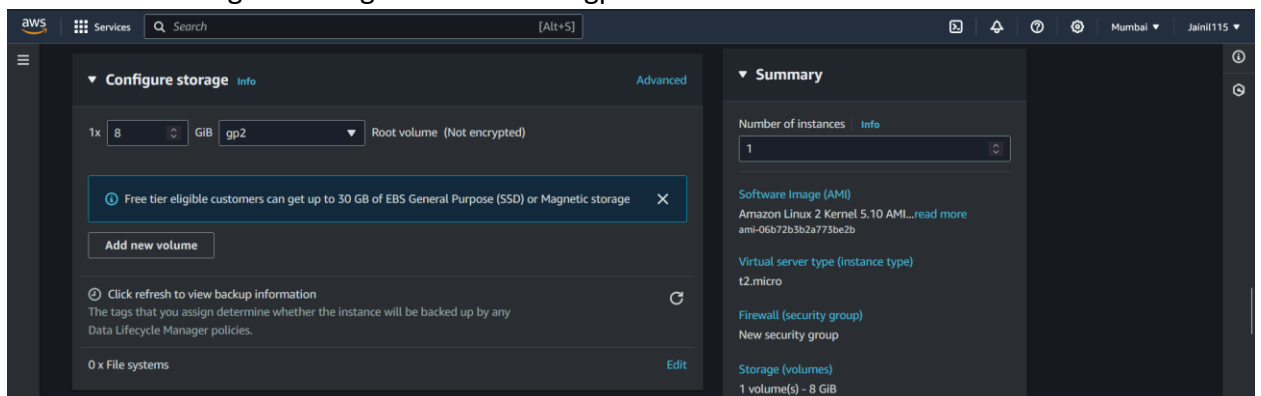 aws Services Search [Alt+S] Mumbai ▼ Jainil115 ▼
▼ Configure storage Info Advanced
1x 8 GiB gp2 ▼ Root volume (Not encrypted)
Free tier eligible customers can get up to 30 GB of EBS General Purpose (SSD) or Magnetic storage
Add new volume
Click refresh to view backup information
The tags that you assign determine whether the instance will be backed up by any
Data Lifecycle Manager policies.
0 x File systems Edit
▼ Summary
Number of instances Info
1
Software Image (AMI)
Amazon Linux 2 Kernel 5.10 AMI...read more
ami-06b72b3b2a773be2b
Virtual server type (instance type)
t2.micro
Firewall (security group)
New security group
Storage (volumes)
1 volume(s) - 8 GiB